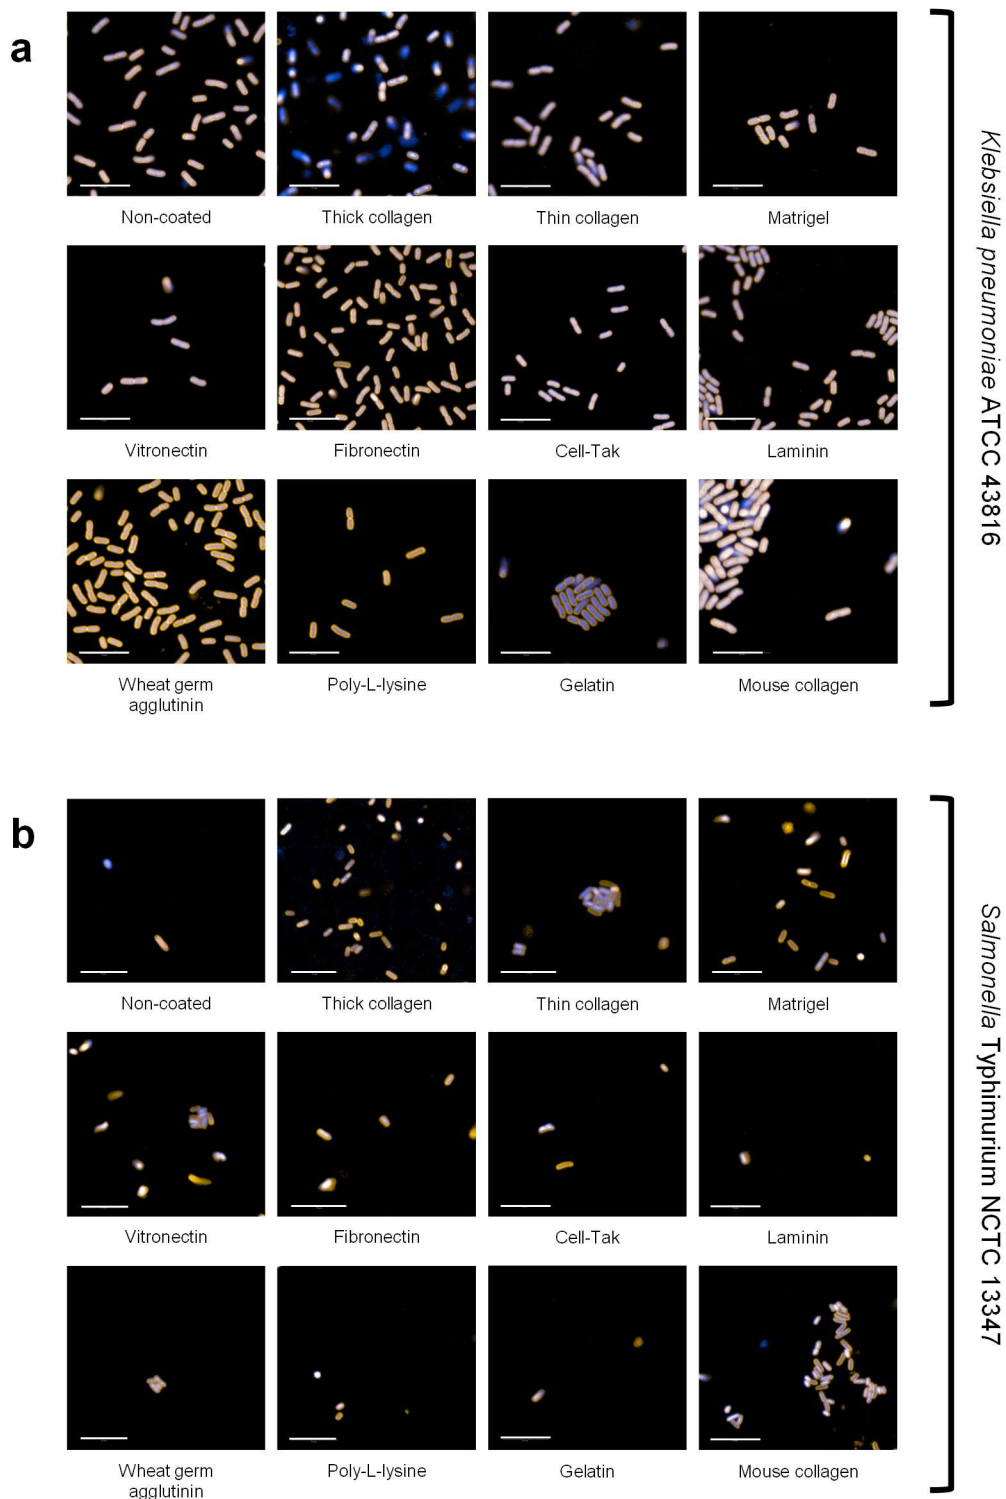 a
Non-coated
Thick collagen
Thin collagen
Matrigel
Vitronectin
Fibronectin
Cell-Tak
Laminin
Wheat germ
agglutinin
Poly-L-lysine
Gelatin
Mouse collagen
Klebsiella pneumoniae ATCC 43816
b
Non-coated
Thick collagen
Thin collagen
Matrigel
Vitronectin
Fibronectin
Cell-Tak
Laminin
Wheat germ
agglutinin
Poly-L-lysine
Gelatin
Mouse collagen
Salmonella Typhimurium NCTC 13347